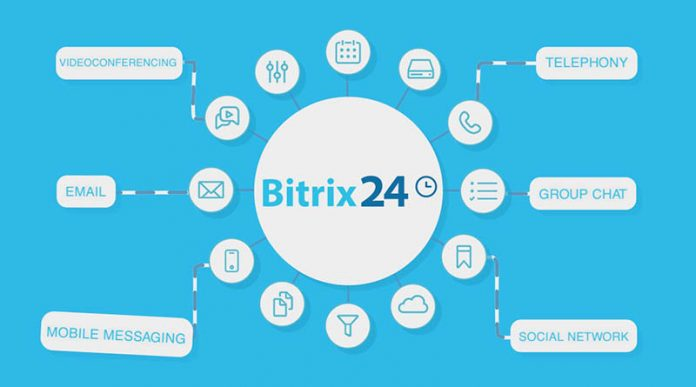 VIDEOCONFERENCING
TELEPHONY
EMAIL
Bitrix24
GROUP CHAT
MOBILE MESSAGING
SOCIAL NETWORK